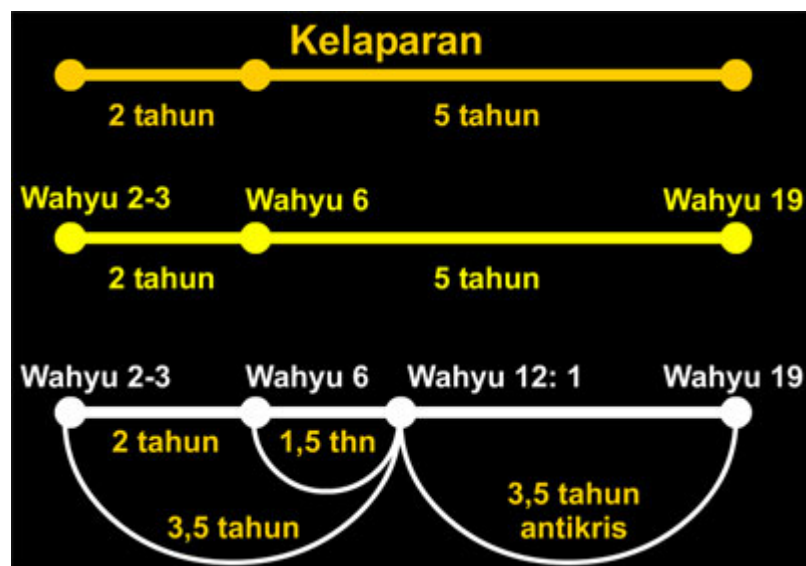 Kelaparan
2 tahun 5 tahun
Wahyu 2-3 Wahyu 6 Wahyu 19
2 tahun 5 tahun
Wahyu 2-3 Wahyu 6 Wahyu 12: 1 Wahyu 19
2 tahun 1,5 thn
3,5 tahun
3,5 tahun
antikris